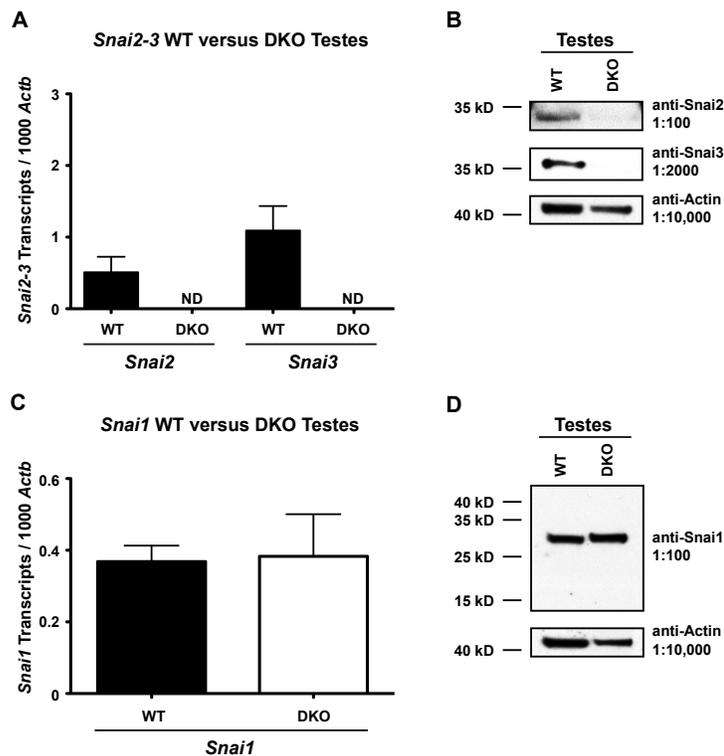 A
Snai2-3 WT versus DKO Testes
Snai2-3 Transcripts / 1000 Actb
3
2
1
0
ND
ND
WT
DKO
WT
DKO
Snai2
Snai3
B
Testes
WT
DKO
35 kD
anti-Snai2
1:100
35 kD
anti-Snai3
1:2000
40 kD
anti-Actin
1:10,000
C
Snai1 WT versus DKO Testes
Snai1 Transcripts / 1000 Actb
0.6
0.4
0.2
0
WT
DKO
Snai1
D
Testes
WT
DKO
40 kD
35 kD
25 kD
15 kD
anti-Snai1
1:100
40 kD
anti-Actin
1:10,000